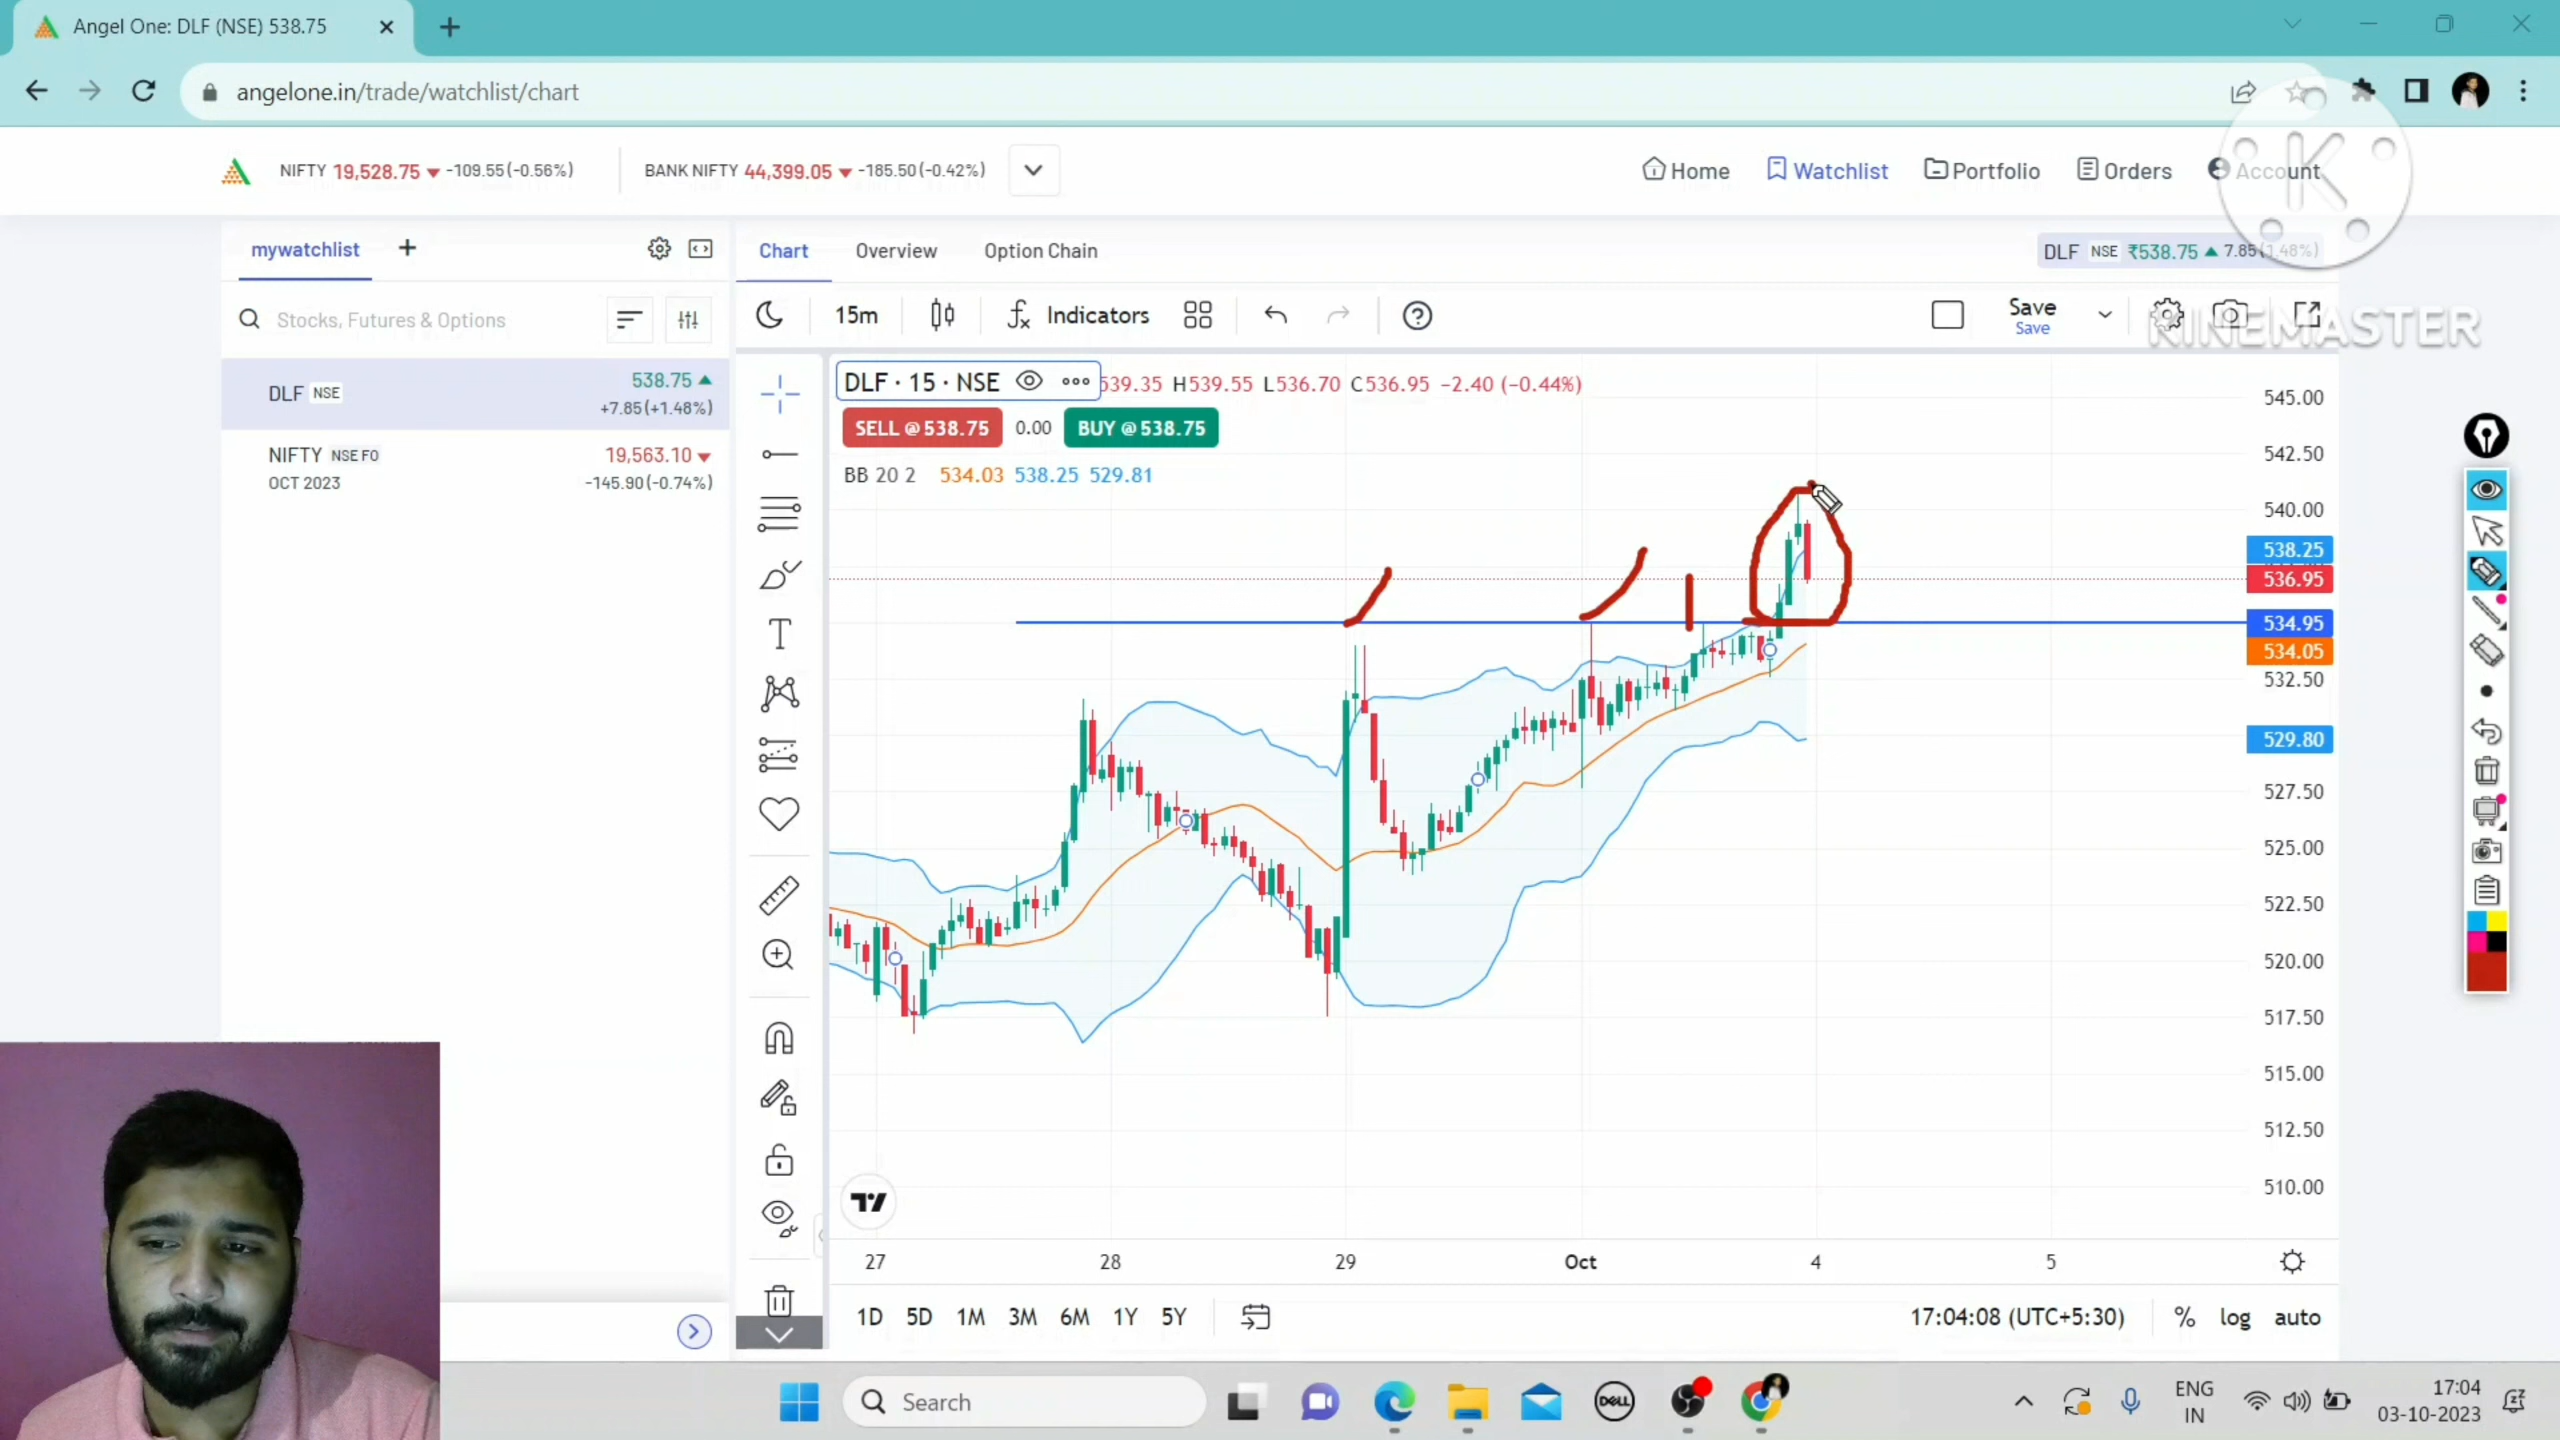 Angel One: DLF (NSE) 538.75
angelone.in/trade/watchlist/chart
NIFTY 19,528.75 -109.55 (-0.56%) BANK NIFTY 44,399.05 -185.50 (-0.42%)
Home Watchlist Portfolio Orders Account
K
mywatchlist +
Chart Overview Option Chain
DLF NSE ₹538.75 7.85 (1.48%)
Stocks, Futures & Options
15m Indicators
Save
Save
KINEMASTER
DLF NSE 538.75
+7.85 (+1.48%)
NIFTY NSE FO 19,563.10
OCT 2023 -145.90 (-0.74%)
DLF · 15 · NSE 539.35 H539.55 L536.70 C536.95 −2.40 (−0.44%)
SELL @ 538.75 0.00 BUY @ 538.75
BB 20 2 534.03 538.25 529.81
545.00
542.50
540.00
538.25
536.95
534.95
534.05
532.50
529.80
527.50
525.00
522.50
520.00
517.50
515.00
512.50
510.00
27 28 29 Oct 4 5
1D 5D 1M 3M 6M 1Y 5Y
17:04:08 (UTC+5:30) % log auto
Search
DELL
ENG
IN
17:04
03-10-2023